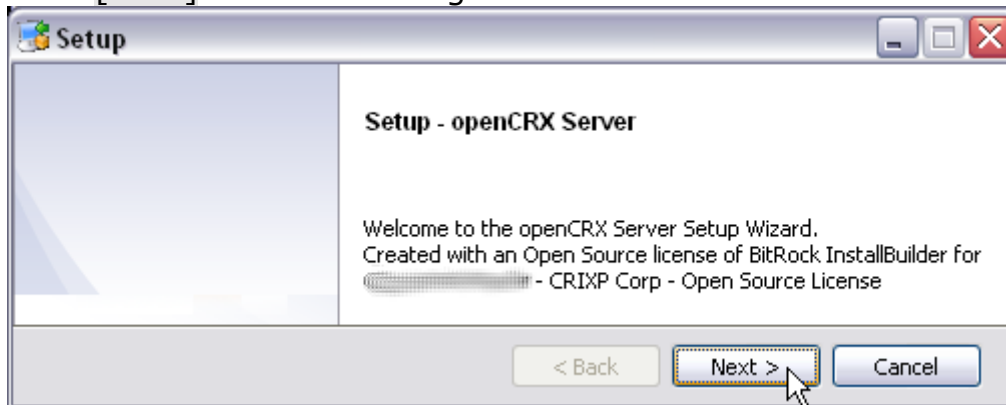 Setup
Setup - openCRX Server
Welcome to the openCRX Server Setup Wizard.
Created with an Open Source license of BitRock InstallBuilder for
- CRIXP Corp - Open Source License
< Back
Next >
Cancel